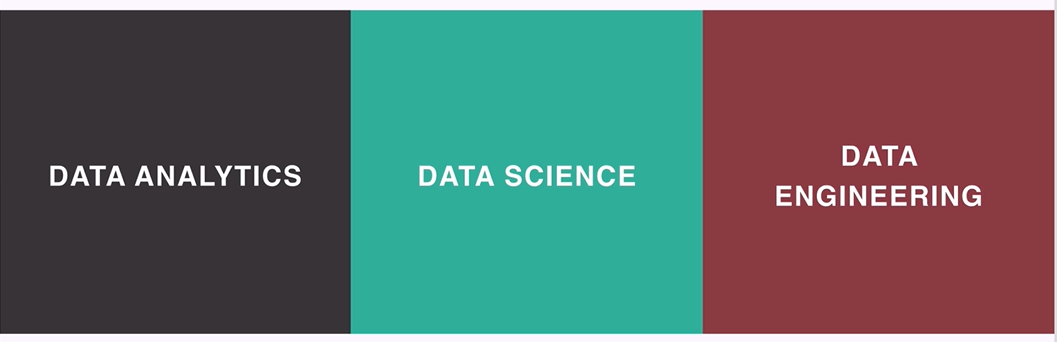 DATA ANALYTICS
DATA SCIENCE
DATA
ENGINEERING